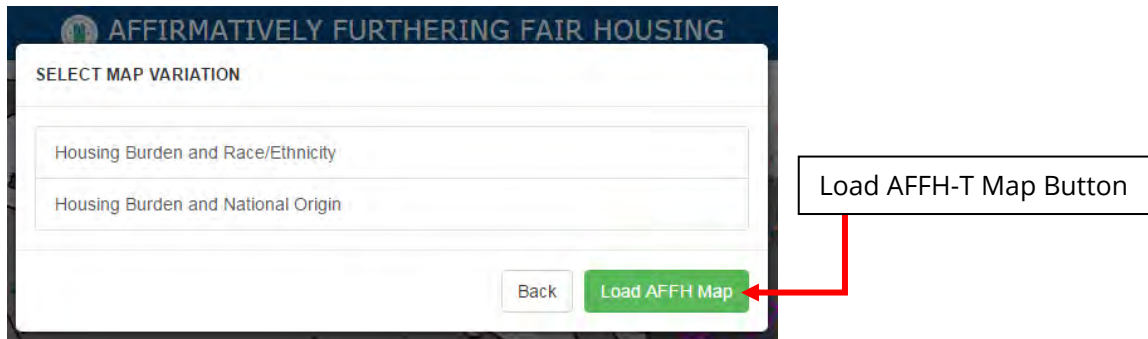 AFFIRMATIVELY FURTHERING FAIR HOUSING
SELECT MAP VARIATION
Housing Burden and Race/Ethnicity
Housing Burden and National Origin
Load AFFH-T Map Button
Back
Load AFFH Map